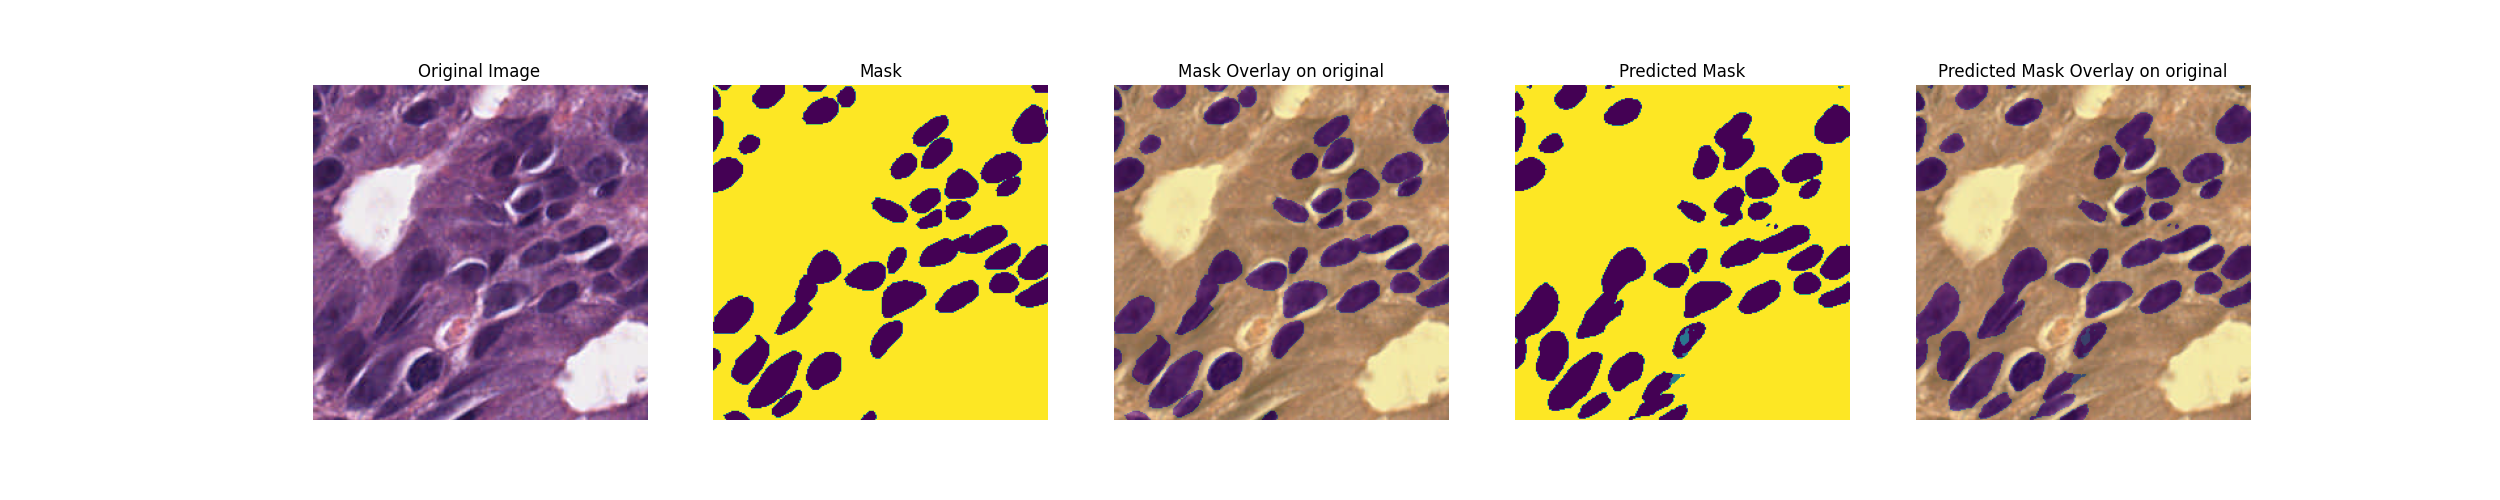 Original Image
Mask
Mask Overlay on original
Predicted Mask
Predicted Mask Overlay on original